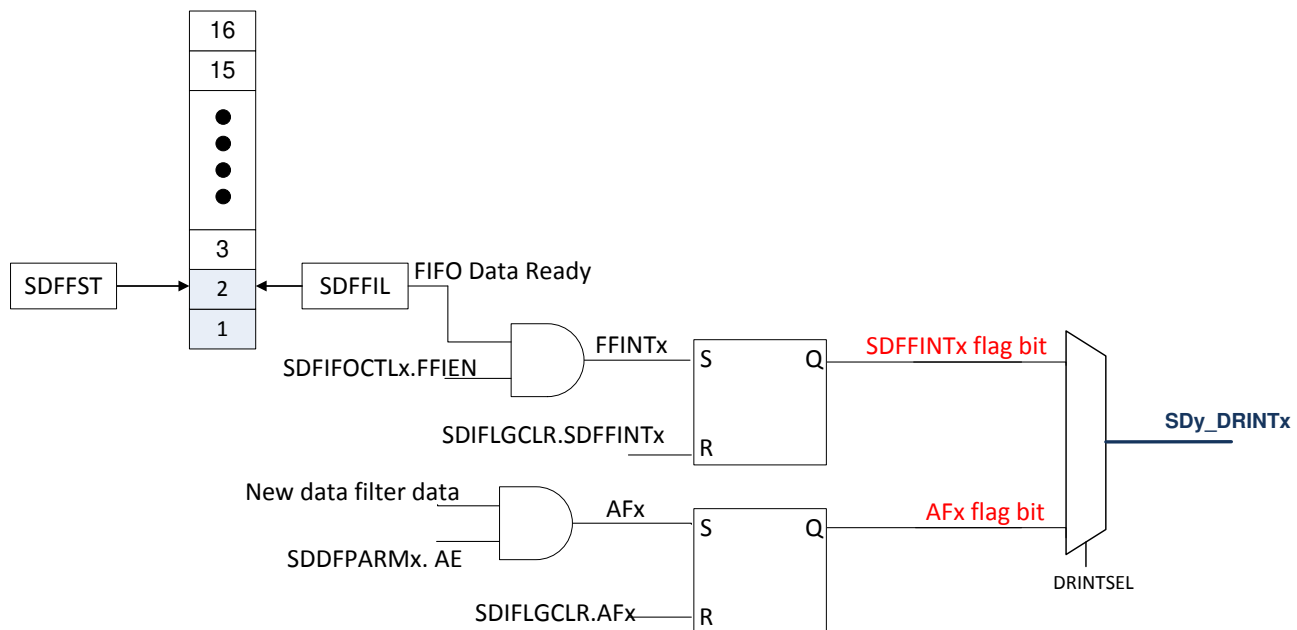 16
15
3
SDFFST
2
SDFFIL
FIFO Data Ready
1
SDFIFOCTLx.FFIEN
FFINTx
S
Q
SDFFINTx flag bit
SDIFLGCLR.SDFFINTx
R
SDy_DRINTx
New data filter data
AFx
S
Q
AFx flag bit
SDDFPARMx. AE
DRINTSEL
SDIFLGCLR.AFx
R